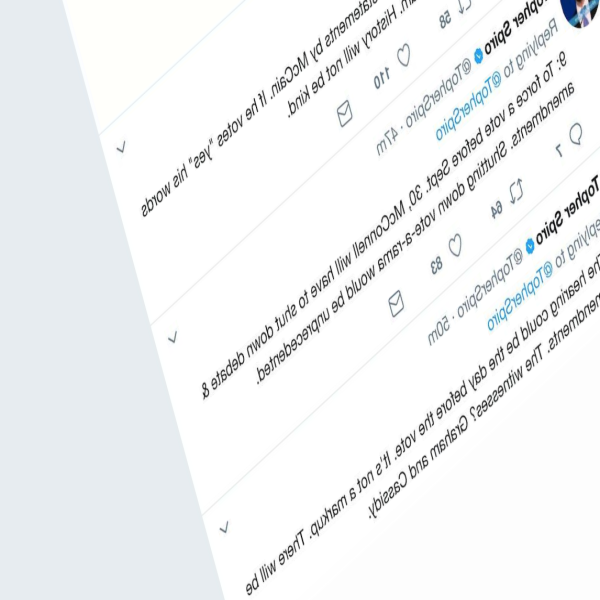 statements by McCain. If he votes "yes" his words
History will not be kind.
58
110
Topher Spiro @TopherSpiro · 47m
Replying to @TopherSpiro
9: To force a vote before Sept. 30, McConnell will have to shut down debate &
amendments. Shutting down vote-a-rama would be unprecedented.
7
64
83
Topher Spiro @TopherSpiro · 50m
Replying to @TopherSpiro
The hearing could be the day before the vote. It's not a markup. There will be
amendments. The witnesses? Graham and Cassidy.